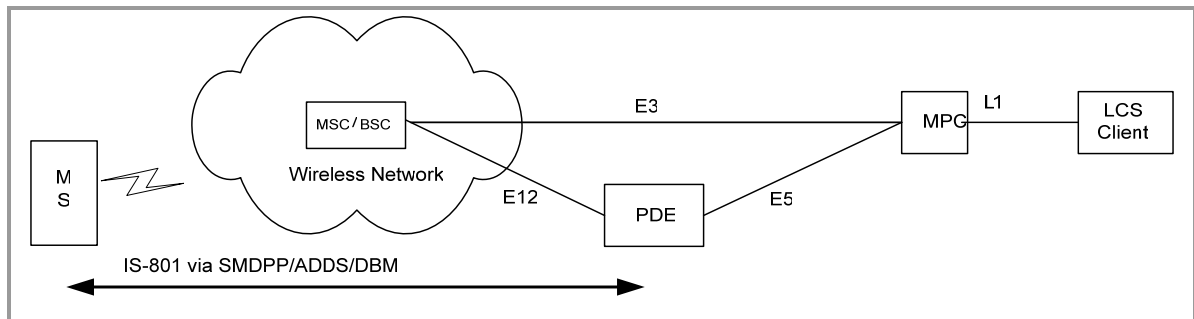 E3
L1
MSC/BSC
MPG
LCS
Client
M
S
Wireless Network
E12
PDE
E5
IS-801 via SMDPP/ADDS/DBM